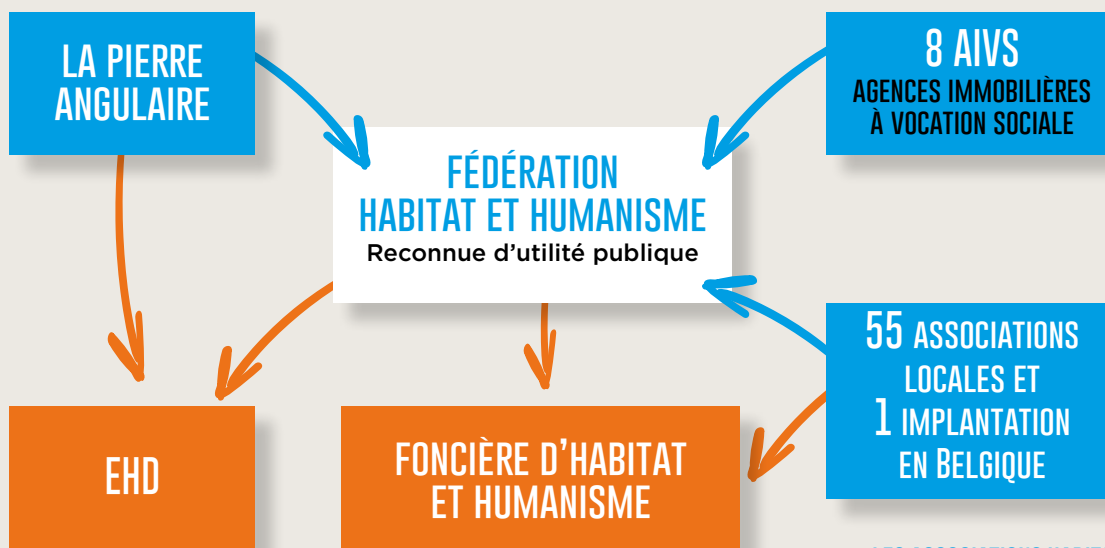 LA PIERRE
ANGULAIRE
8 AIVS
AGENCES IMMOBILIÈRES
À VOCATION SOCIALE
FÉDÉRATION
HABITAT ET HUMANISME
Reconnue d'utilité publique
55 ASSOCIATIONS
LOCALES ET
1 IMPLANTATION
EN BELGIQUE
EHD
FONCIÈRE D'HABITAT
ET HUMANISME